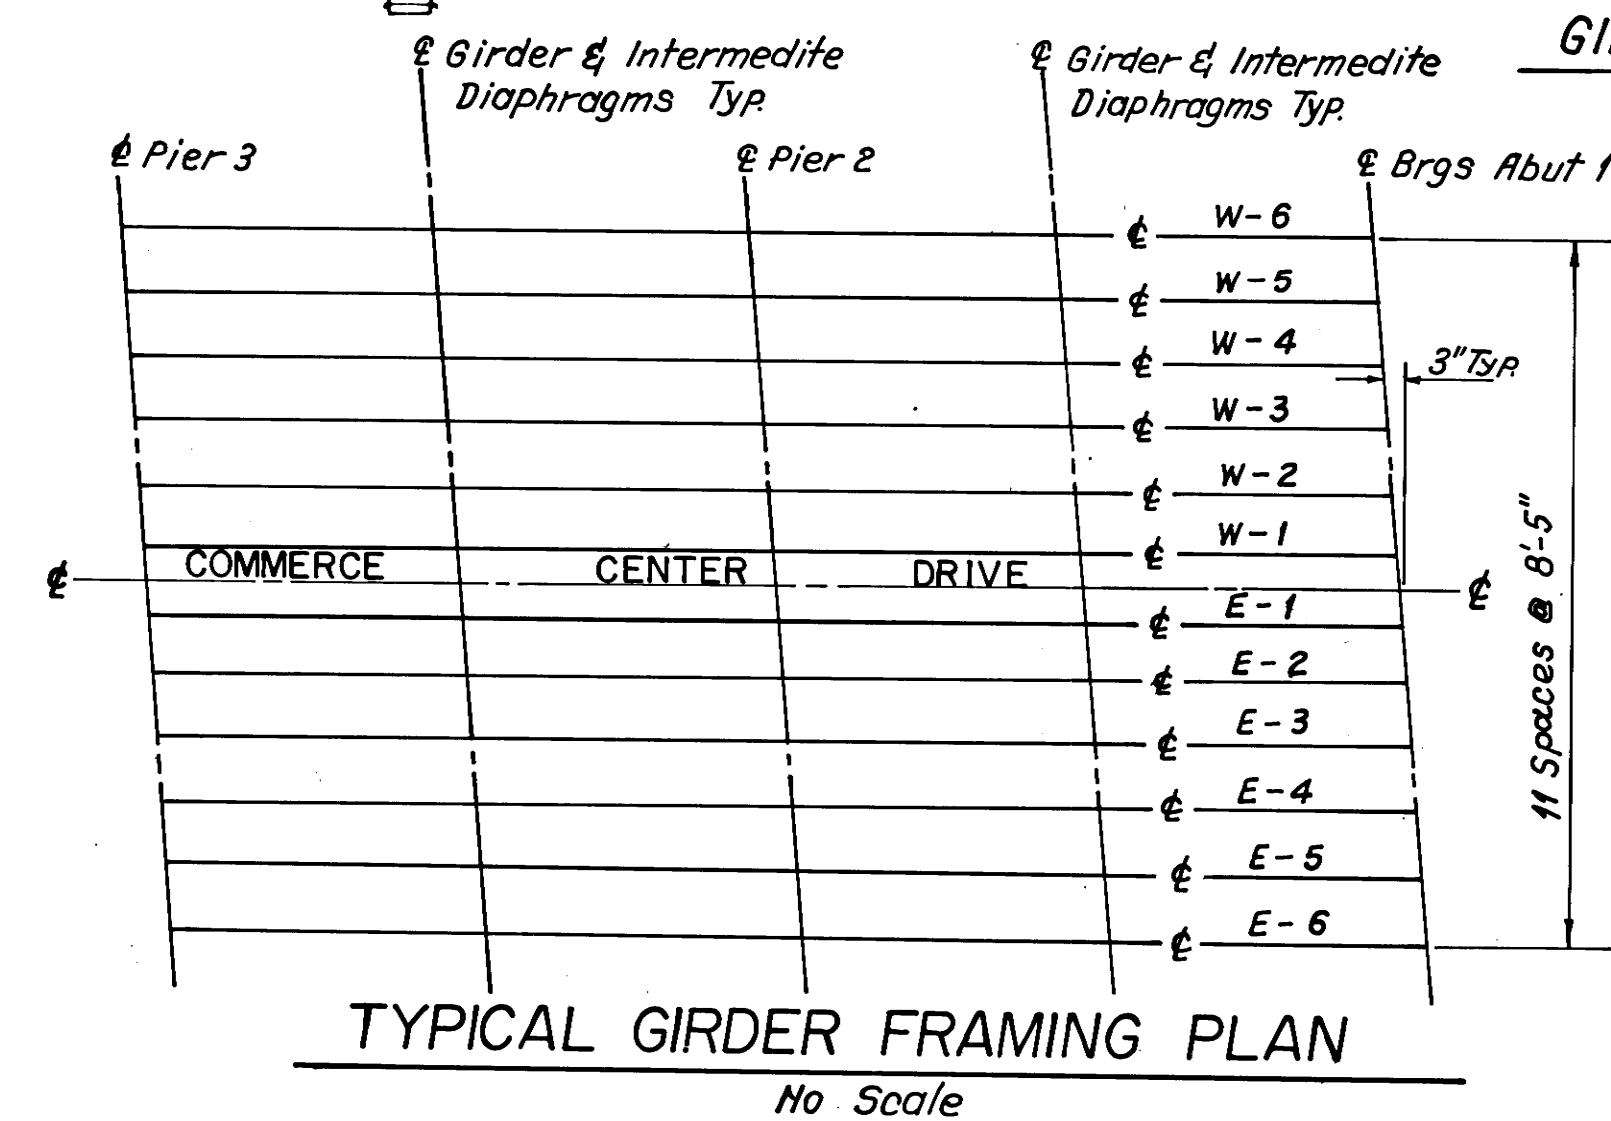 GI
℄ Girder & Intermedite
Diaphragms Typ.
℄ Girder & Intermedite
Diaphragms Typ.
℄ Pier 3
℄ Pier 2
℄ Brgs Abut 1
℄ W-6
℄ W-5
℄ W-4
3" Typ.
℄ W-3
℄ W-2
℄ W-1
℄ COMMERCE CENTER DRIVE ℄
℄ E-1
℄ E-2
℄ E-3
℄ E-4
℄ E-5
℄ E-6
11 Spaces @ 8'-5"
TYPICAL GIRDER FRAMING PLAN
No Scale